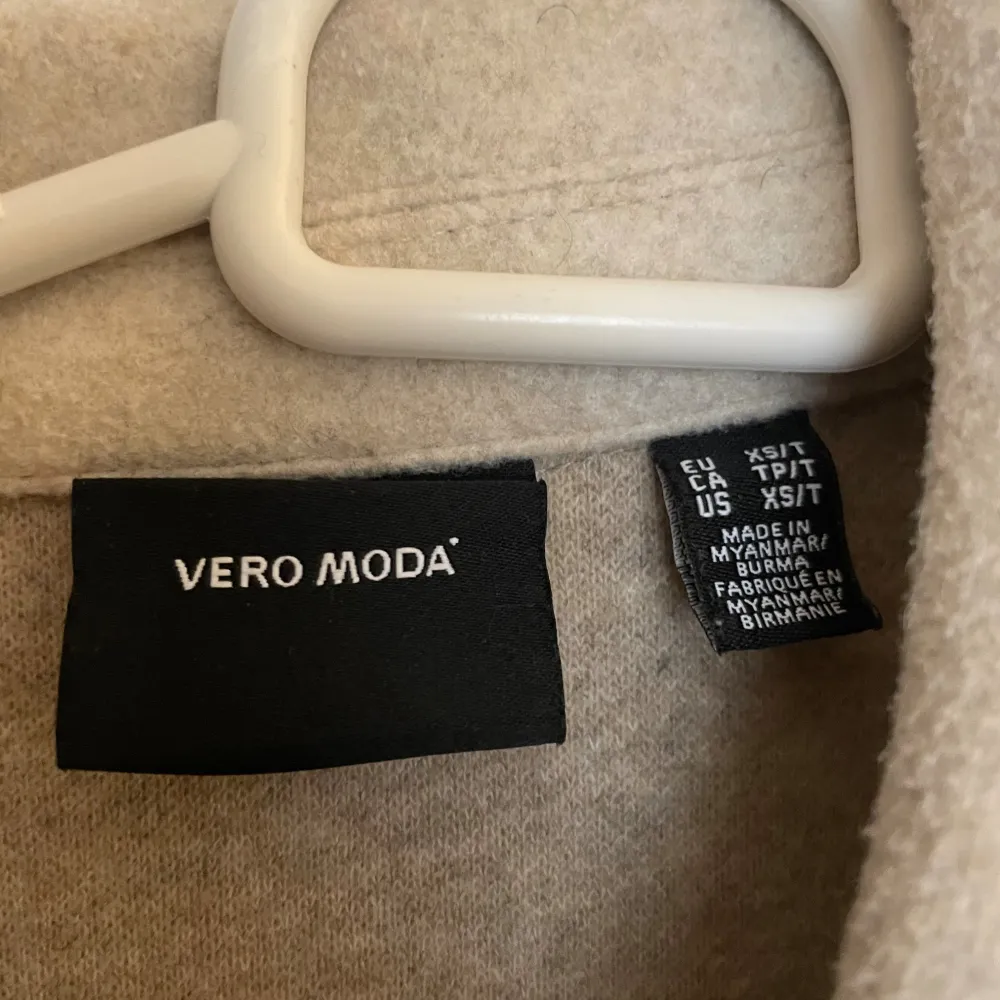 VERO MODA
EU XS/T
CA TP/T
US XS/T
MADE IN
MYANMAR/
BURMA
FABRIQUÉ EN
MYANMAR/
BIRMANIE